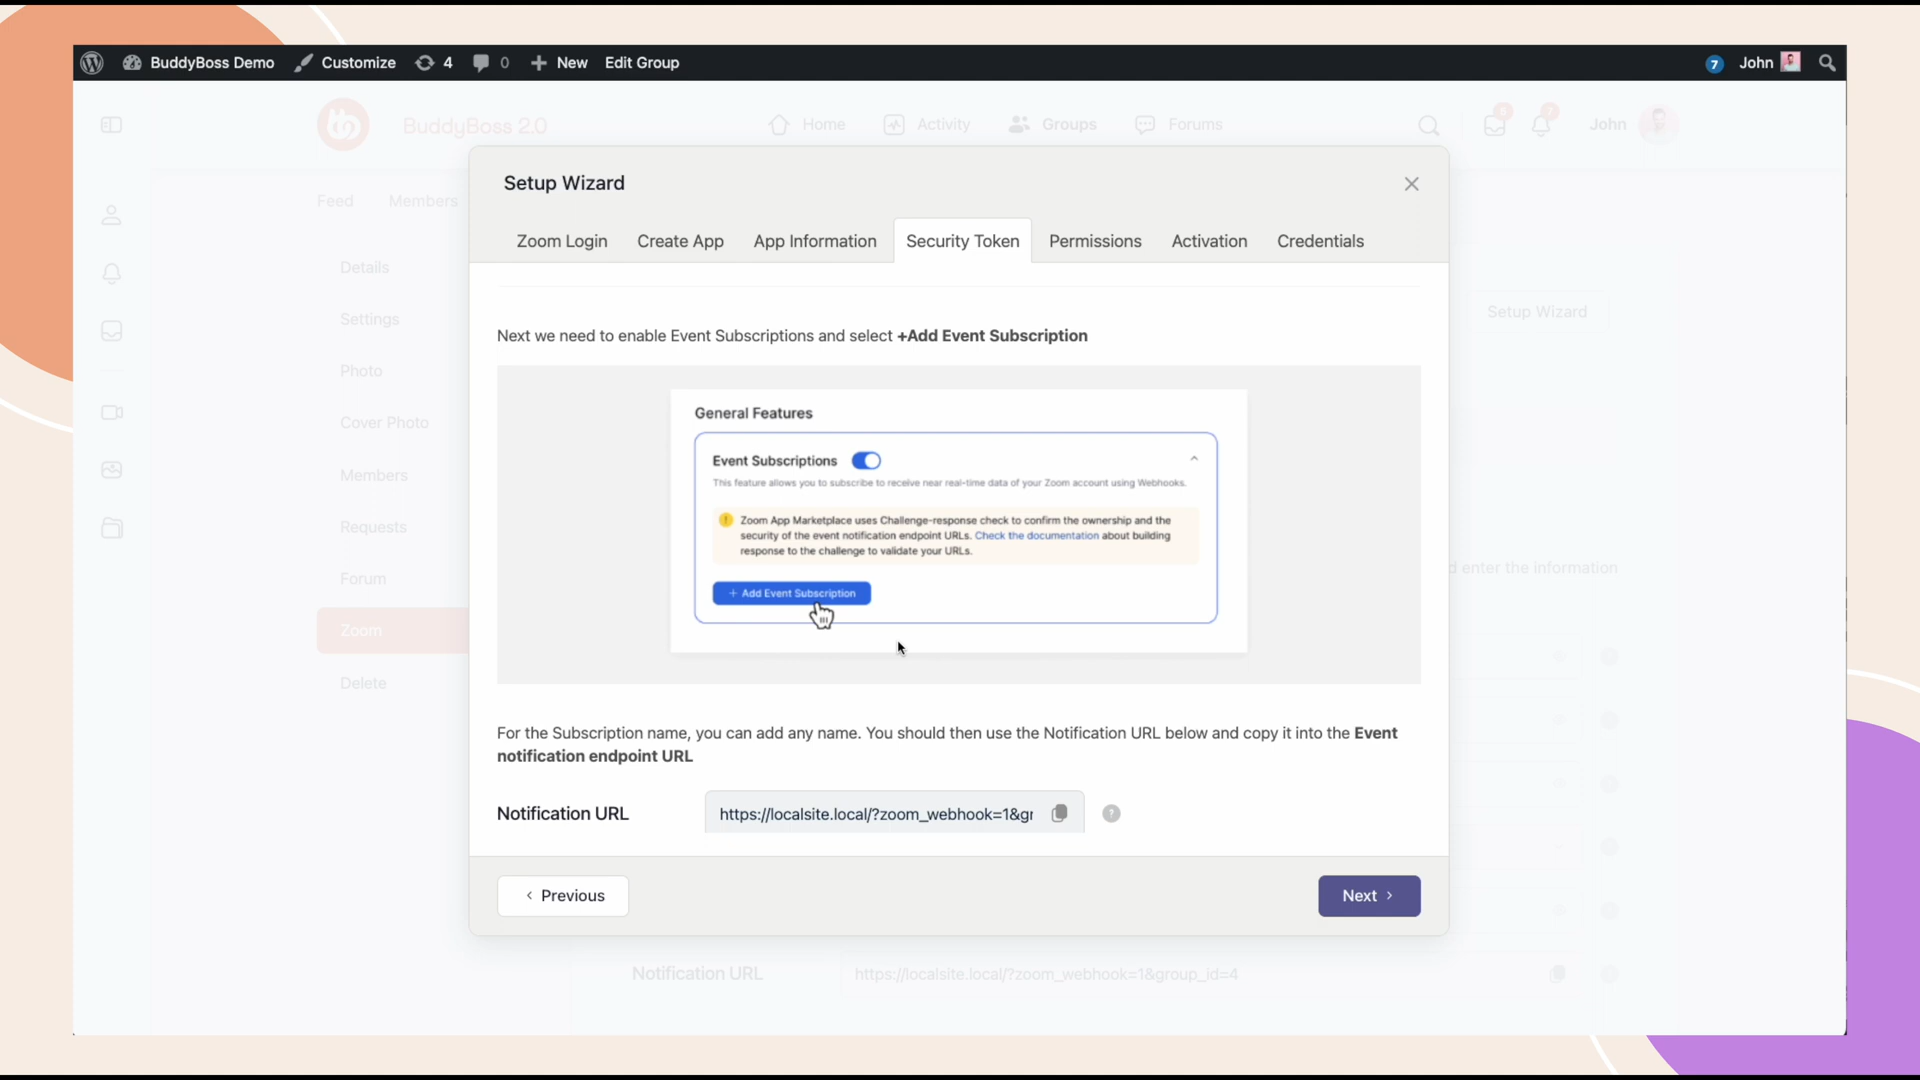 BuddyBoss Demo Customize 4 0 New Edit Group 7 John
BuddyBoss 2.0 Home Activity Groups Forums John
Setup Wizard
Feed Members
Zoom Login Create App App Information Security Token Permissions Activation Credentials
Details
Settings
Photo
Cover Photo
Members
Requests
Forum
Zoom
Delete
Setup Wizard
Next we need to enable Event Subscriptions and select +Add Event Subscription
General Features
Event Subscriptions
This feature allows you to subscribe to receive near real-time data of your Zoom account using Webhooks.
Zoom App Marketplace uses Challenge-response check to confirm the ownership and the
security of the event notification endpoint URLs. Check the documentation about building
response to the challenge to validate your URLs.
+ Add Event Subscription
enter the information
For the Subscription name, you can add any name. You should then use the Notification URL below and copy it into the Event
notification endpoint URL
Notification URL https://localsite.local/?zoom_webhook=1&gr ?
Previous Next
Notification URL https://localsite.local/?zoom_webhook=1&group_id=4